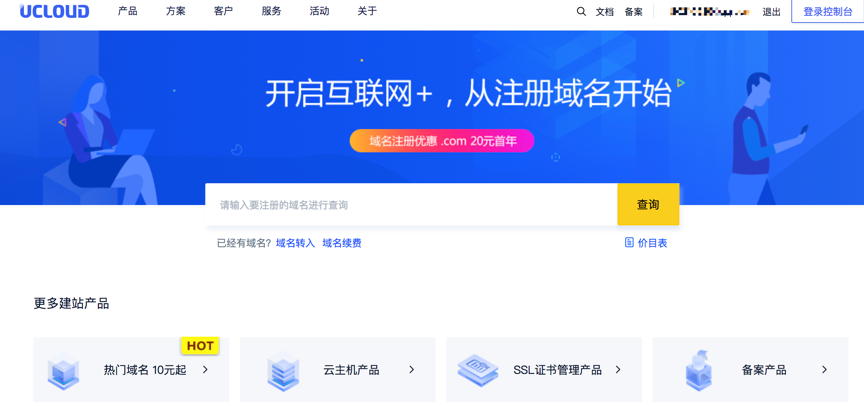 UCLOUD
产品 方案 客户 服务 活动 关于 文档 备案 退出 登录控制台
开启互联网+，从注册域名开始
域名注册优惠 .com 20元首年
请输入要注册的域名进行查询 查询
已经有域名? 域名转入 域名续费 价目表
更多建站产品
HOT
热门域名 10元起 云主机产品 SSL证书管理产品 备案产品